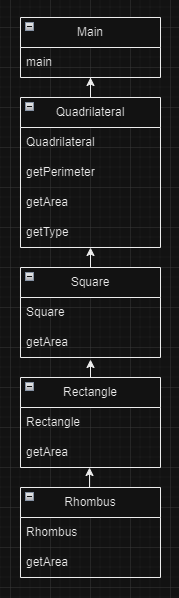 Main
main
Quadrilateral
Quadrilateral
getPerimeter
getArea
getType
Square
Square
getArea
Rectangle
Rectangle
getArea
Rhombus
Rhombus
getArea